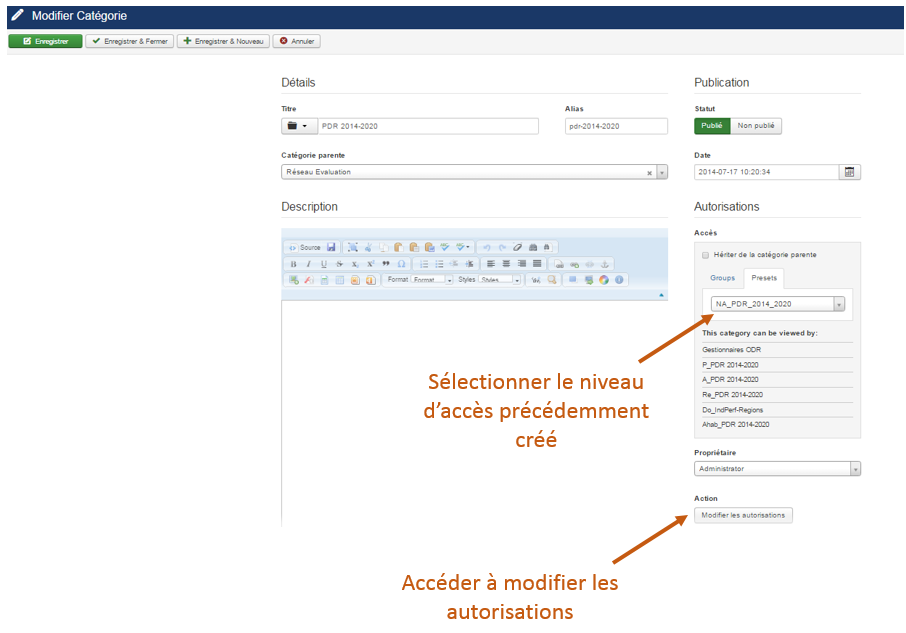 Modifier Catégorie
Enregistrer
Enregistrer & Fermer
Enregistrer & Nouveau
Annuler
Détails
Titre
PDR 2014-2020
Alias
pdr-2014-2020
Catégorie parente
Réseau Evaluation
Description
Source
B I U S X₂ X²
Format Format
Styles Styles
Publication
Statut
Publié
Non publié
Date
2014-07-17 10:20:34
Autorisations
Accès
Hériter de la catégorie parente
Groups
Presets
NA_PDR_2014_2020
This category can be viewed by:
Gestionnaires ODR
P_PDR 2014-2020
A_PDR 2014-2020
Re_PDR 2014-2020
Do_IndPerf-Regions
Ahab_PDR 2014-2020
Propriétaire
Administrator
Action
Modifier les autorisations
Sélectionner le niveau
d’accès précédemment
créé
Accéder à modifier les
autorisations